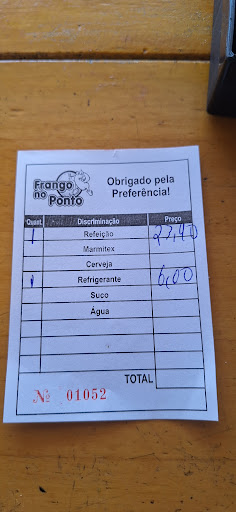 Frango no Ponto
Obrigado pela Preferência!
Quant. Discriminação Preço
1 Refeição 23,40
Marmitex
Cerveja
1 Refrigerante 6,00
Suco
Água
TOTAL
Nº 01052